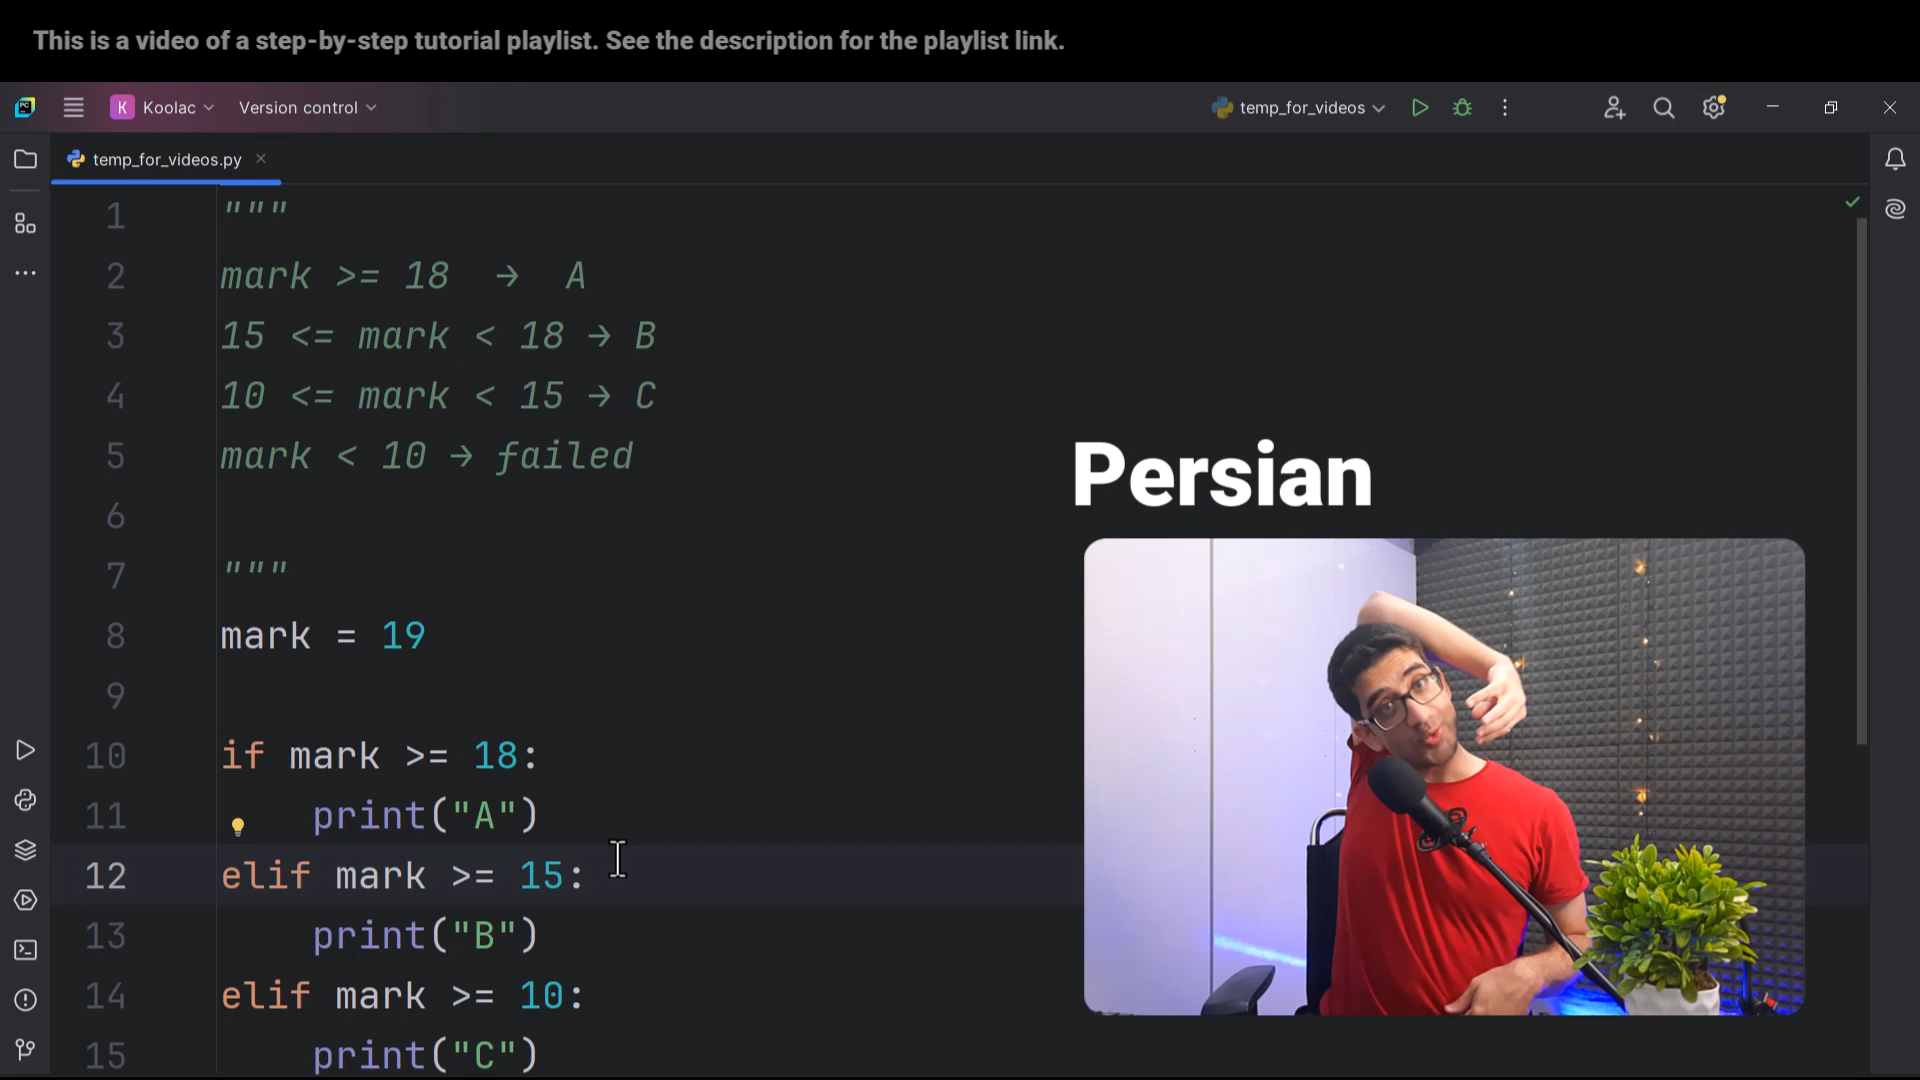 This is a video of a step-by-step tutorial playlist. See the description for the playlist link.
K Koolac Version control temp_for_videos
temp_for_videos.py
1 """
2 mark >= 18 → A
3 15 <= mark < 18 → B
4 10 <= mark < 15 → C
5 mark < 10 → failed
6
7 """
8 mark = 19
9
10 if mark >= 18:
11 print("A")
12 elif mark >= 15:
13 print("B")
14 elif mark >= 10:
15 print("C")
Persian